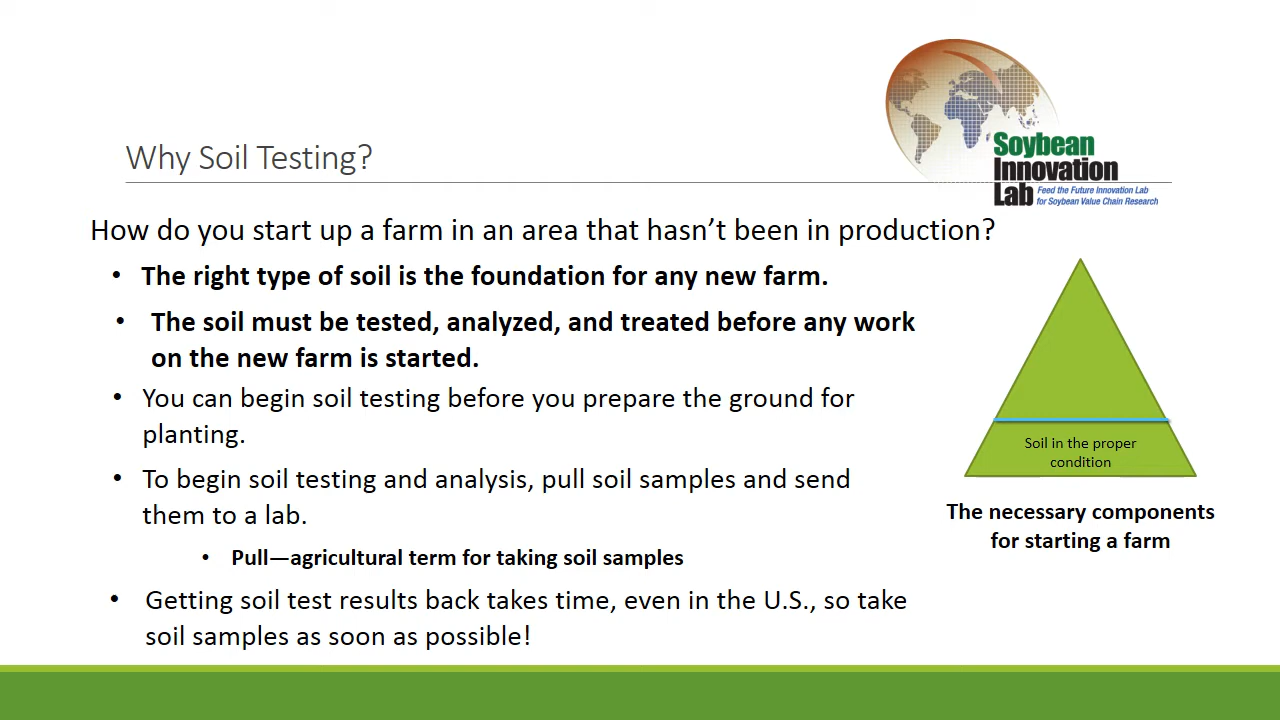 Soybean
Innovation
Lab
Feed the Future Innovation Lab
for Soybean Value Chain Research
Why Soil Testing?
How do you start up a farm in an area that hasn’t been in production?
• The right type of soil is the foundation for any new farm.
• The soil must be tested, analyzed, and treated before any work
on the new farm is started.
• You can begin soil testing before you prepare the ground for
planting.
• To begin soil testing and analysis, pull soil samples and send
them to a lab.
• Pull—agricultural term for taking soil samples
• Getting soil test results back takes time, even in the U.S., so take
soil samples as soon as possible!
Soil in the proper
condition
The necessary components
for starting a farm